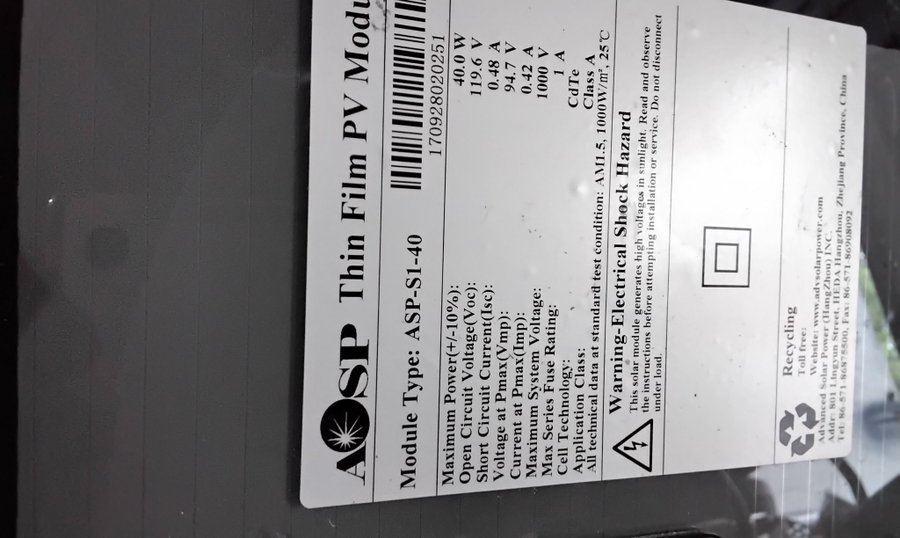 ASP Thin Film PV Modu
170928020251
Module Type: ASP-S1-40
Maximum Power(+/-10%): 40.0 W
Open Circuit Voltage(Voc): 119.6 V
Short Circuit Current(Isc): 0.48 A
Voltage at Pmax(Vmp): 94.7 V
Current at Pmax(Imp): 0.42 A
Maximum System Voltage: 1000 V
Max Series Fuse Rating: 1 A
Cell Technology: CdTe
Application Class: Class A
All technical data at standard test condition: AM1.5, 1000W/m², 25℃
Warning-Electrical Shock Hazard
This solar module generates high voltages in sunlight. Read and observe
the instructions before attempting installation or service. Do not disconnect
under load.
Recycling
Toll free:
Website: www.advsolarpower.com
Advanced Solar Power (HangZhou) INC.
Addr: 801 Lingyun Street, HEDA Hangzhou, Zhejiang Province, China
Tel: 86-571-86875500, Fax: 86-571-86908092